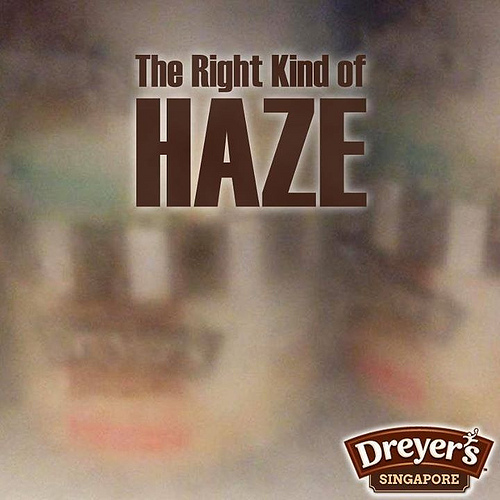 The Right Kind of
HAZE
Dreyer's
SINGAPORE